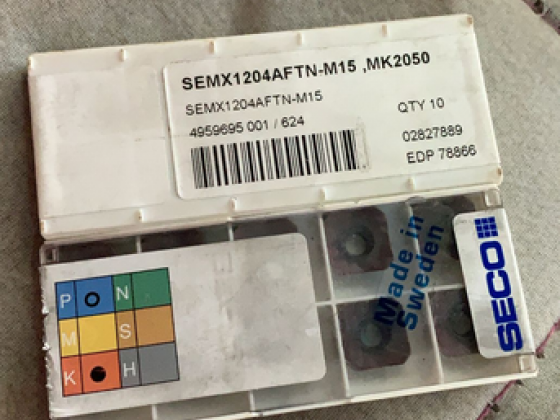 SEMX1204AFTN-M15 ,MK2050
SEMX1204AFTN-M15
4959695 001 / 624
QTY 10
02827889
EDP 78866
Made in
Sweden
SECO
P N
M S
K H